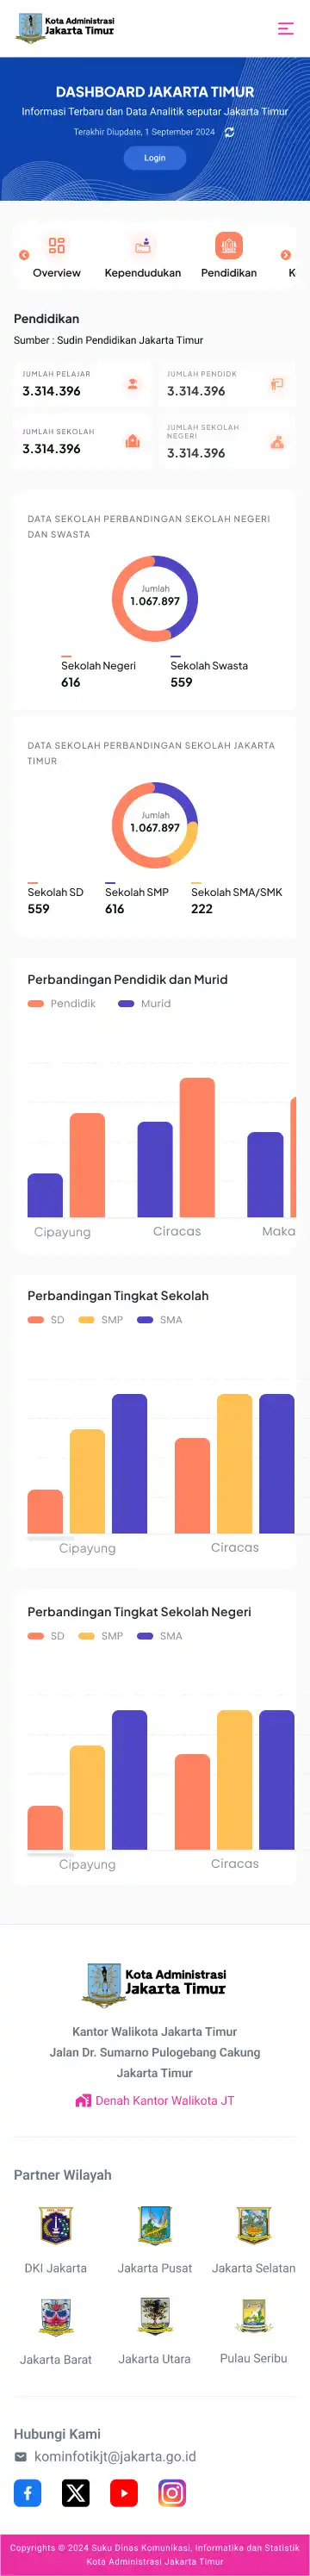 Kota Administrasi
Jakarta Timur
DASHBOARD JAKARTA TIMUR
Informasi Terbaru dan Data Analitik seputar Jakarta Timur
Terakhir Diupdate, 1 September 2024
Login
Overview
Kependudukan
Pendidikan
K
Pendidikan
Sumber : Sudin Pendidikan Jakarta Timur
JUMLAH PELAJAR
3.314.396
JUMLAH PENDIDK
3.314.396
JUMLAH SEKOLAH
3.314.396
JUMLAH SEKOLAH
NEGERI
3.314.396
DATA SEKOLAH PERBANDINGAN SEKOLAH NEGERI
DAN SWASTA
Jumlah
1.067.897
Sekolah Negeri
616
Sekolah Swasta
559
DATA SEKOLAH PERBANDINGAN SEKOLAH JAKARTA
TIMUR
Jumlah
1.067.897
Sekolah SD
559
Sekolah SMP
616
Sekolah SMA/SMK
222
Perbandingan Pendidik dan Murid
Pendidik Murid
Cipayung Ciracas Maka
Perbandingan Tingkat Sekolah
SD SMP SMA
Cipayung Ciracas
Perbandingan Tingkat Sekolah Negeri
SD SMP SMA
Cipayung Ciracas
Kota Administrasi
Jakarta Timur
Kantor Walikota Jakarta Timur
Jalan Dr. Sumarno Pulogebang Cakung
Jakarta Timur
Denah Kantor Walikota JT
Partner Wilayah
DKI Jakarta
Jakarta Pusat
Jakarta Selatan
Jakarta Barat
Jakarta Utara
Pulau Seribu
Hubungi Kami
kominfotikjt@jakarta.go.id
Copyrights © 2024 Suku Dinas Komunikasi, Informatika dan Statistik
Kota Administrasi Jakarta Timur